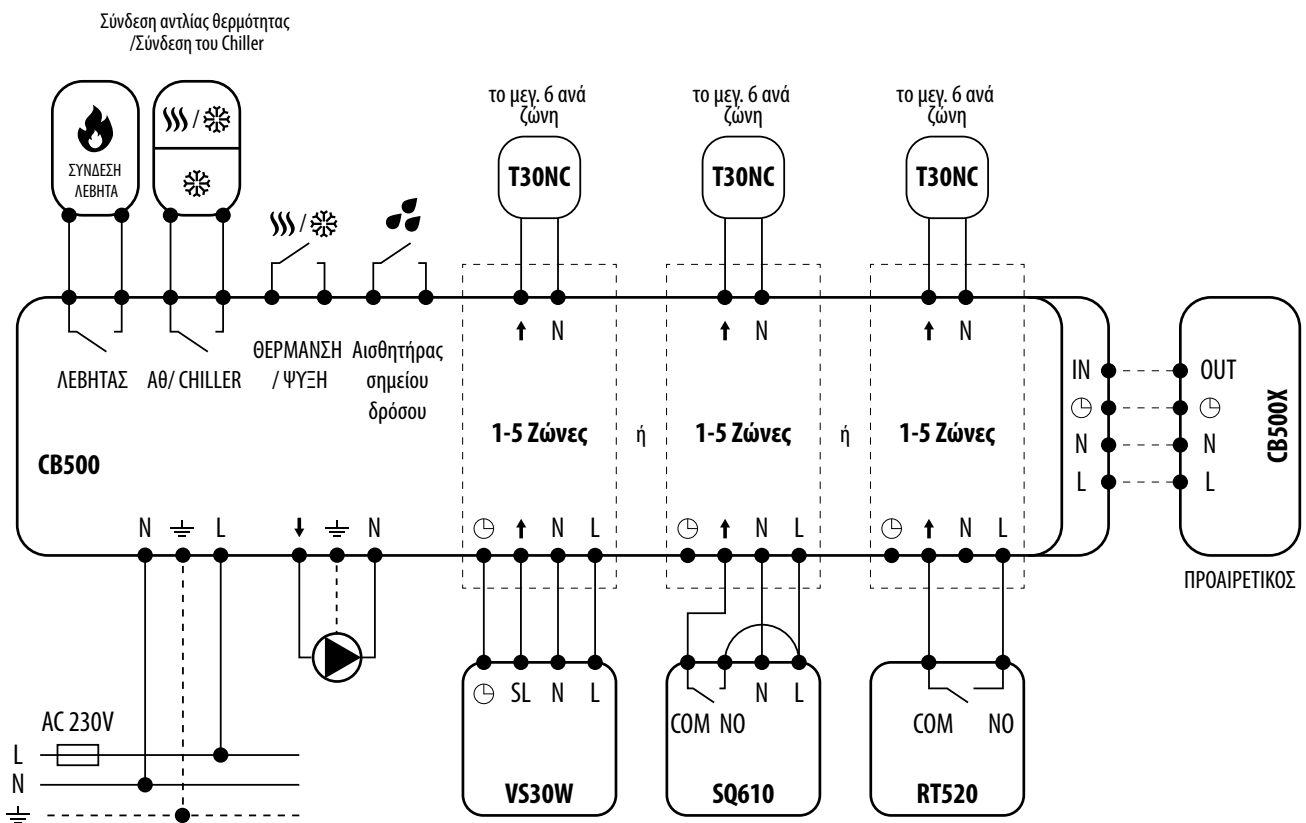 Σύνδεση αντλίας θερμότητας
/Σύνδεση του Chiller
ΣΥΝΔΕΣΗ
ΛΕΒΗΤΑ
/
/
το μεγ. 6 ανά
ζώνη
T30NC
το μεγ. 6 ανά
ζώνη
T30NC
το μεγ. 6 ανά
ζώνη
T30NC
N
N
N
ΛΕΒΗΤΑΣ
ΑΘ/ CHILLER
ΘΕΡΜΑΝΣΗ
/ ΨΥΞΗ
Αισθητήρας
σημείου
δρόσου
1-5 Ζώνες
ή
1-5 Ζώνες
ή
1-5 Ζώνες
CB500
IN
N
L
OUT
N
L
CB500X
ΠΡΟΑΙΡΕΤΙΚΟΣ
N L
N
N L
N L
N L
SL N L
VS30W
N L
COM NO
SQ610
COM NO
RT520
AC 230V
L
N